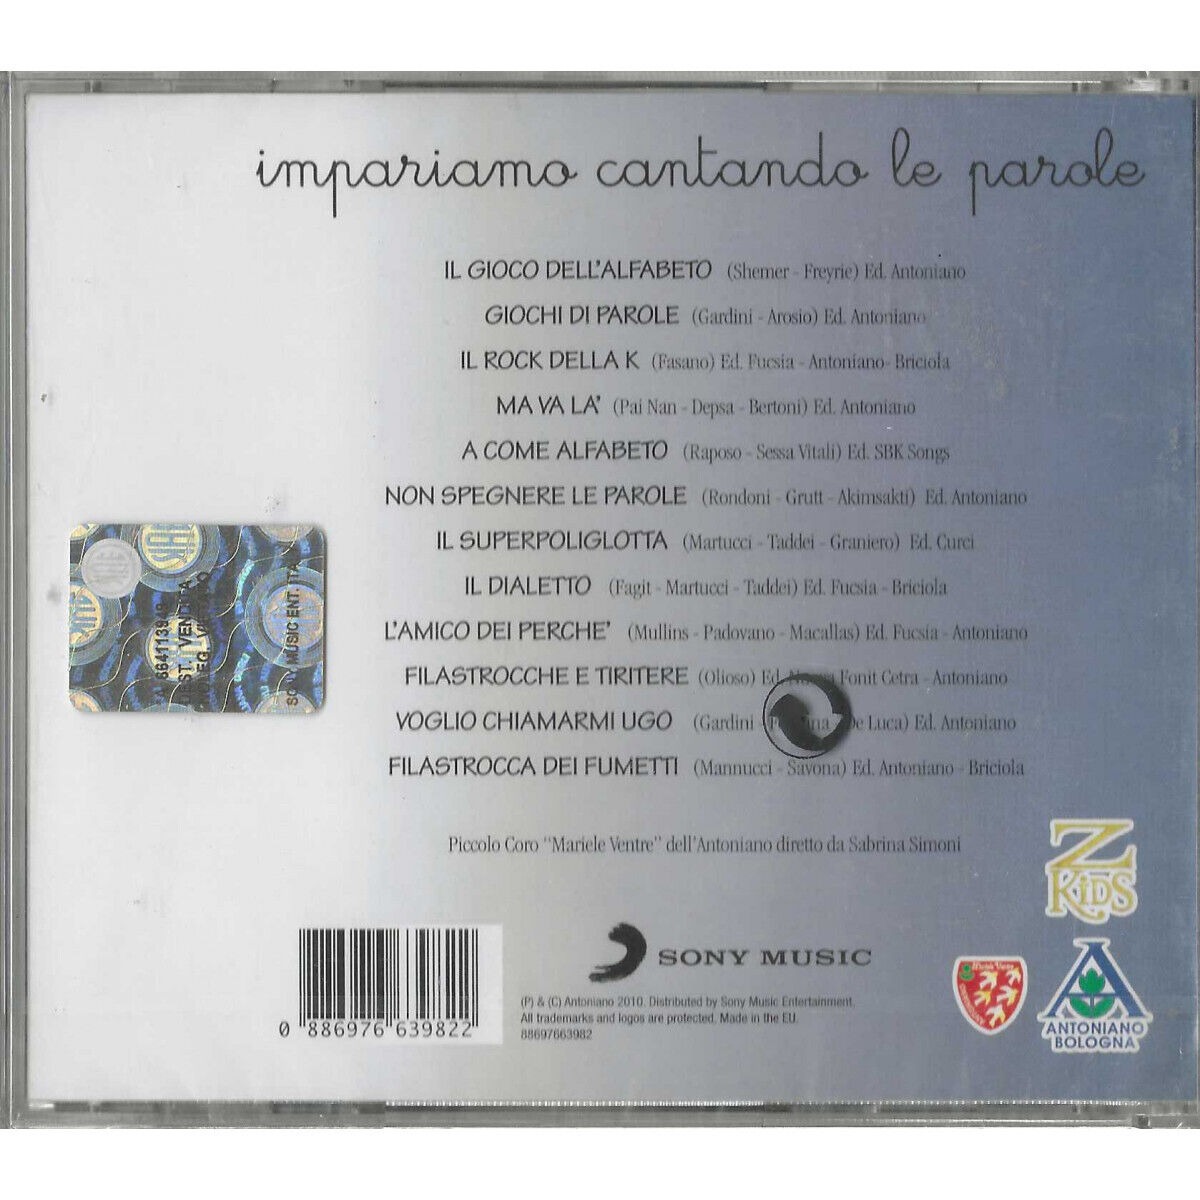 impariamo cantando le parole
IL GIOCO DELL'ALFABETO (Shemer - Freyrie) Ed. Antoniano
GIOCHI DI PAROLE (Gardini - Arosio) Ed. Antoniano
IL ROCK DELLA K (Fasano) Ed. Fucsia - Antoniano- Briciola
MA VA LA' (Pai Nan - Depsa - Bertoni) Ed. Antoniano
A COME ALFABETO (Raposo - Sessa Vitali) Ed. SBK Songs
NON SPEGNERE LE PAROLE (Rondoni - Grutt - Akimsakti) Ed. Antoniano
IL SUPERPOLIGLOTTA (Martucci - Taddei - Graniero) Ed. Curci
IL DIALETTO (Fagit - Martucci - Taddei) Ed. Fucsia - Briciola
L'AMICO DEI PERCHE' (Mullins - Padovano - Macallas) Ed. Fucsia - Antoniano
FILASTROCCHE E TIRITERE (Olioso) Ed. Fonit Cetra - Antoniano
VOGLIO CHIAMARMI UGO (Gardini - De Luca) Ed. Antoniano
FILASTROCCA DEI FUMETTI (Mannucci - Savona) Ed. Antoniano - Briciola
Piccolo Coro "Mariele Ventre" dell'Antoniano diretto da Sabrina Simoni
DEST. VENDITA
SONY MUSIC ENT. ITA
Z
KIDS
SONY MUSIC
(P) & (C) Antoniano 2010. Distributed by Sony Music Entertainment.
All trademarks and logos are protected. Made in the EU.
88697663982
0 886976 639822
ANTONIANO
BOLOGNA